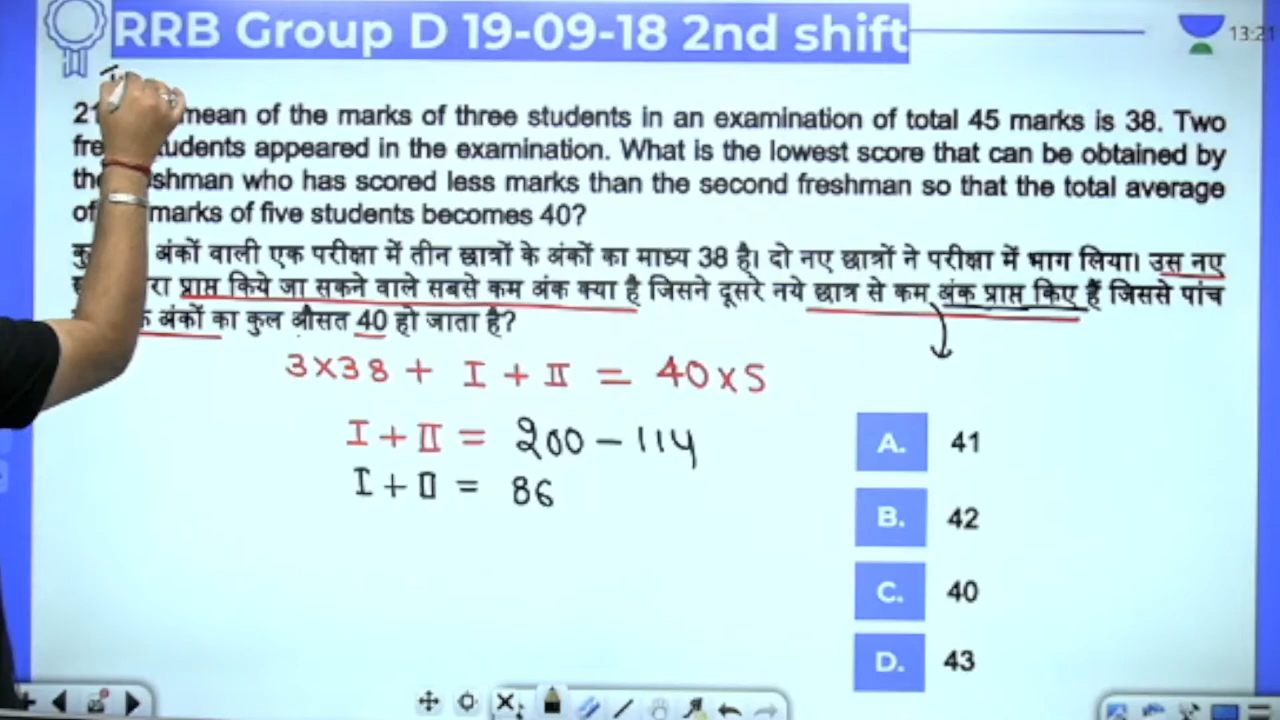 RRB Group D 19-09-18 2nd shift
13:21
mean of the marks of three students in an examination of total 45 marks is 38. Two
students appeared in the examination. What is the lowest score that can be obtained by
who has scored less marks than the second freshman so that the total average
marks of five students becomes 40?
अंकों वाली एक परीक्षा में तीन छात्रों के अंकों का माध्य 38 है। दो नए छात्रों ने परीक्षा में भाग लिया। उस नए
प्राप्त किये जा सकने वाले सबसे कम अंक क्या है जिसने दूसरे नये छात्र से कम अंक प्राप्त किए हैं जिससे पांच
अंकों का कुल औसत 40 हो जाता है?
3×38 + I + II = 40×5
I + II = 200 - 114
I + II = 86
A. 41
B. 42
C. 40
D. 43